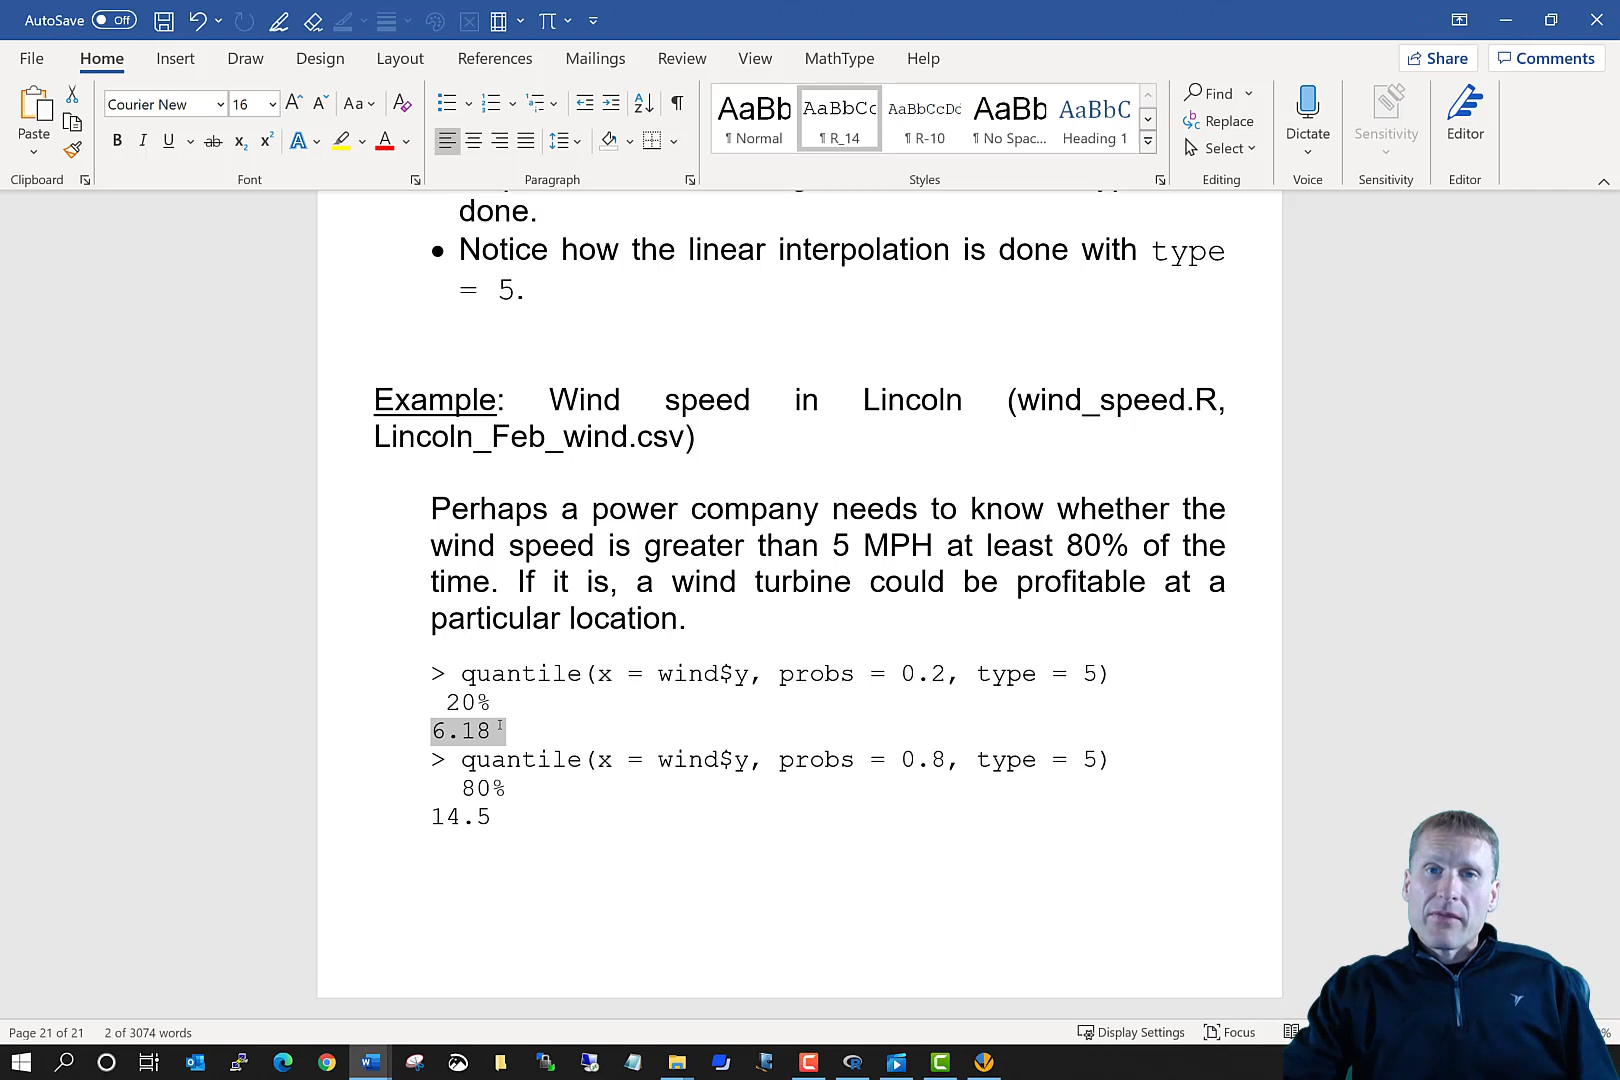 AutoSave Off
File Home Insert Draw Design Layout References Mailings Review View MathType Help Share Comments
Courier New 16 Aa
Paste
B I U ab x2 x2 A A
AaBb AaBbCc AaBbCcDc AaBb AaBbC
¶ Normal ¶ R_14 ¶ R-10 ¶ No Spac... Heading 1
Find
Replace
Select
Dictate Sensitivity Editor
Clipboard Font Paragraph Styles Editing Voice Sensitivity Editor
done.
• Notice how the linear interpolation is done with type
= 5.
Example: Wind speed in Lincoln (wind_speed.R,
Lincoln_Feb_wind.csv)
Perhaps a power company needs to know whether the
wind speed is greater than 5 MPH at least 80% of the
time. If it is, a wind turbine could be profitable at a
particular location.
> quantile(x = wind$y, probs = 0.2, type = 5)
20%
6.18
> quantile(x = wind$y, probs = 0.8, type = 5)
80%
14.5
Page 21 of 21 2 of 3074 words Display Settings Focus